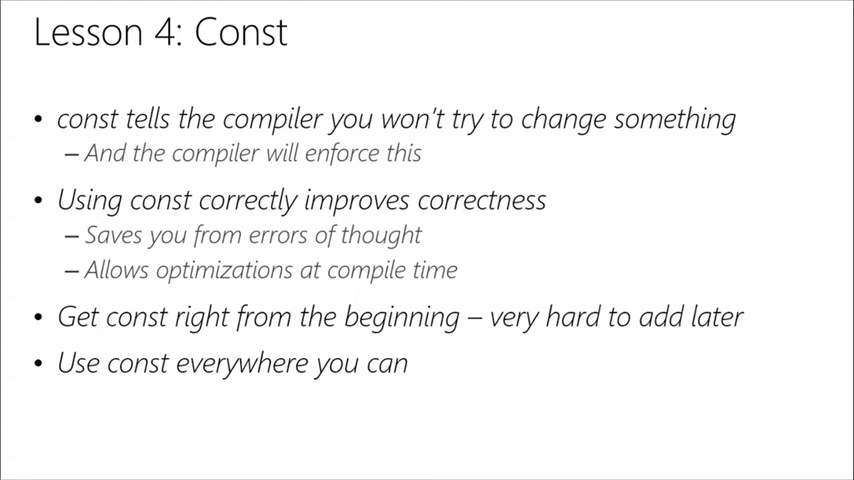 Lesson 4: Const
• const tells the compiler you won't try to change something
– And the compiler will enforce this
• Using const correctly improves correctness
– Saves you from errors of thought
– Allows optimizations at compile time
• Get const right from the beginning – very hard to add later
• Use const everywhere you can